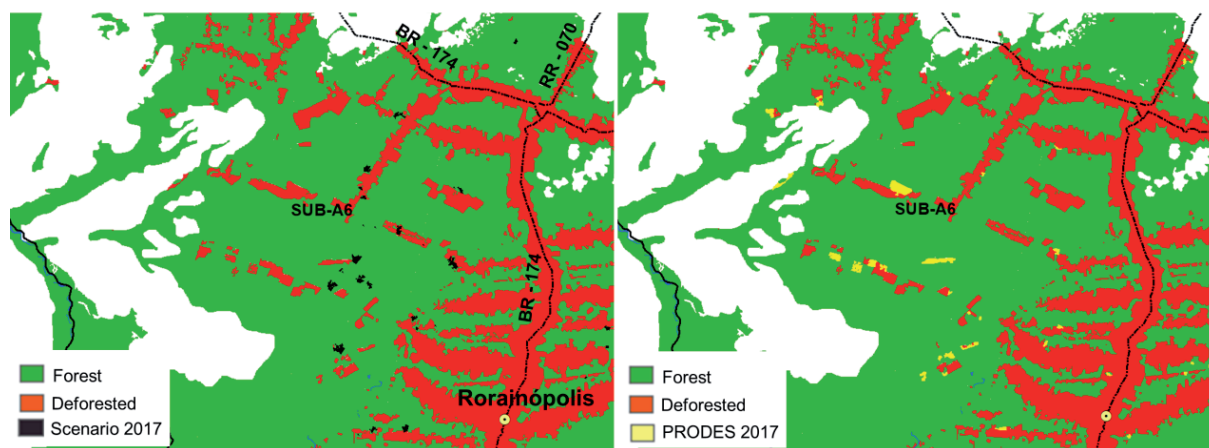 BR - 174
RR - 070
SUB-A6
BR - 174
Rorainópolis
Forest
Deforested
Scenario 2017
SUB-A6
Forest
Deforested
PRODES 2017